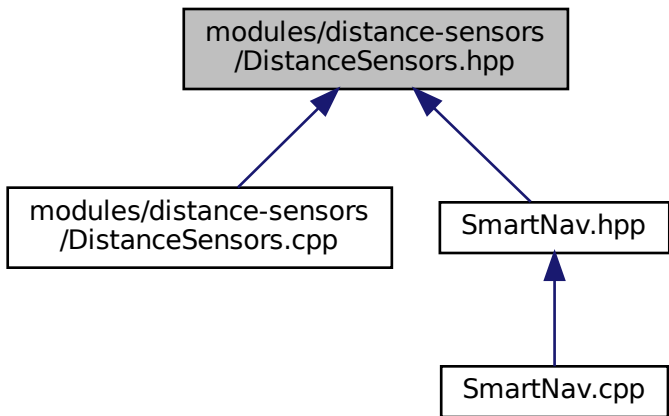 modules/distance-sensors
/DistanceSensors.hpp
modules/distance-sensors
/DistanceSensors.cpp
SmartNav.hpp
SmartNav.cpp